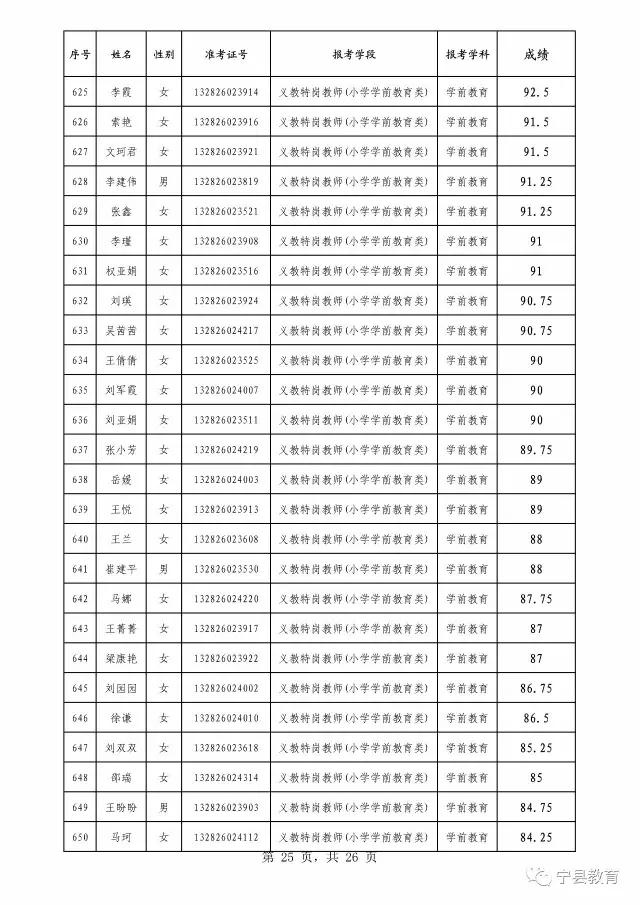 序号 姓名 性别 准考证号 报考学段 报考学科 成绩
625 李霞 女 132826023914 义教特岗教师(小学学前教育类) 学前教育 92.5
626 索艳 女 132826023916 义教特岗教师(小学学前教育类) 学前教育 91.5
627 文珂君 女 132826023921 义教特岗教师(小学学前教育类) 学前教育 91.5
628 李建伟 男 132826023819 义教特岗教师(小学学前教育类) 学前教育 91.25
629 张鑫 女 132826023521 义教特岗教师(小学学前教育类) 学前教育 91.25
630 李瑾 女 132826023908 义教特岗教师(小学学前教育类) 学前教育 91
631 权亚娟 女 132826023516 义教特岗教师(小学学前教育类) 学前教育 91
632 刘瑛 女 132826023924 义教特岗教师(小学学前教育类) 学前教育 90.75
633 吴茜茜 女 132826024217 义教特岗教师(小学学前教育类) 学前教育 90.75
634 王倩倩 女 132826023525 义教特岗教师(小学学前教育类) 学前教育 90
635 刘军霞 女 132826024007 义教特岗教师(小学学前教育类) 学前教育 90
636 刘亚娟 女 132826023511 义教特岗教师(小学学前教育类) 学前教育 90
637 张小芳 女 132826024219 义教特岗教师(小学学前教育类) 学前教育 89.75
638 岳媛 女 132826024003 义教特岗教师(小学学前教育类) 学前教育 89
639 王悦 女 132826023913 义教特岗教师(小学学前教育类) 学前教育 89
640 王兰 女 132826023608 义教特岗教师(小学学前教育类) 学前教育 88
641 崔建平 男 132826023530 义教特岗教师(小学学前教育类) 学前教育 88
642 马娜 女 132826024220 义教特岗教师(小学学前教育类) 学前教育 87.75
643 王菁菁 女 132826023917 义教特岗教师(小学学前教育类) 学前教育 87
644 梁康艳 女 132826023922 义教特岗教师(小学学前教育类) 学前教育 87
645 刘园园 女 132826024002 义教特岗教师(小学学前教育类) 学前教育 86.75
646 徐谦 女 132826024010 义教特岗教师(小学学前教育类) 学前教育 86.5
647 刘双双 女 132826023618 义教特岗教师(小学学前教育类) 学前教育 85.25
648 邵瑞 女 132826024314 义教特岗教师(小学学前教育类) 学前教育 85
649 王盼盼 男 132826023903 义教特岗教师(小学学前教育类) 学前教育 84.75
650 马珂 女 132826024112 义教特岗教师(小学学前教育类) 学前教育 84.25
第 25 页，共 26 页
宁县教育